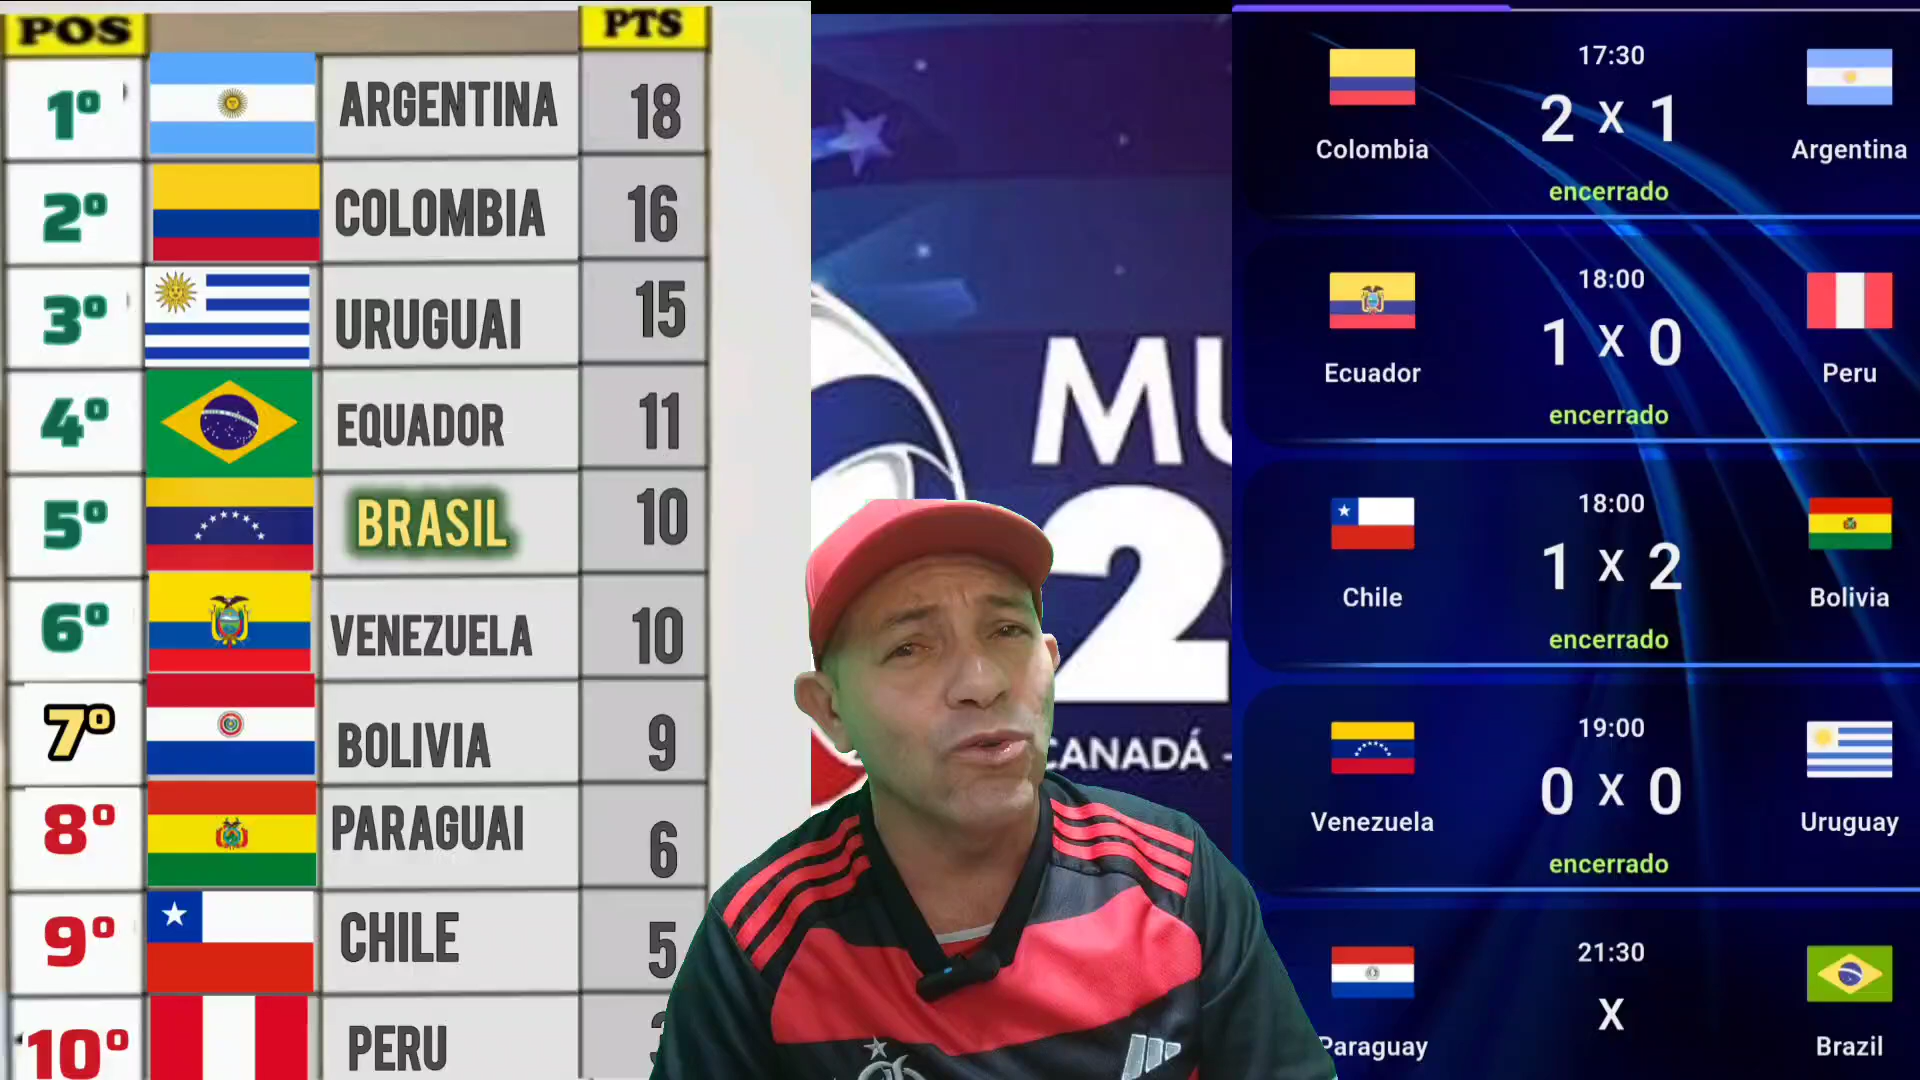 POS PTS
1º ARGENTINA 18
2º COLOMBIA 16
3º URUGUAI 15
4º EQUADOR 11
5º BRASIL 10
6º VENEZUELA 10
7º BOLIVIA 9
8º PARAGUAI 6
9º CHILE 5
10º PERU
MU
2
CANADÁ -
17:30
2 X 1
Colombia Argentina
encerrado
18:00
1 X 0
Ecuador Peru
encerrado
18:00
1 X 2
Chile Bolivia
encerrado
19:00
0 X 0
Venezuela Uruguay
encerrado
21:30
X
Paraguay Brazil